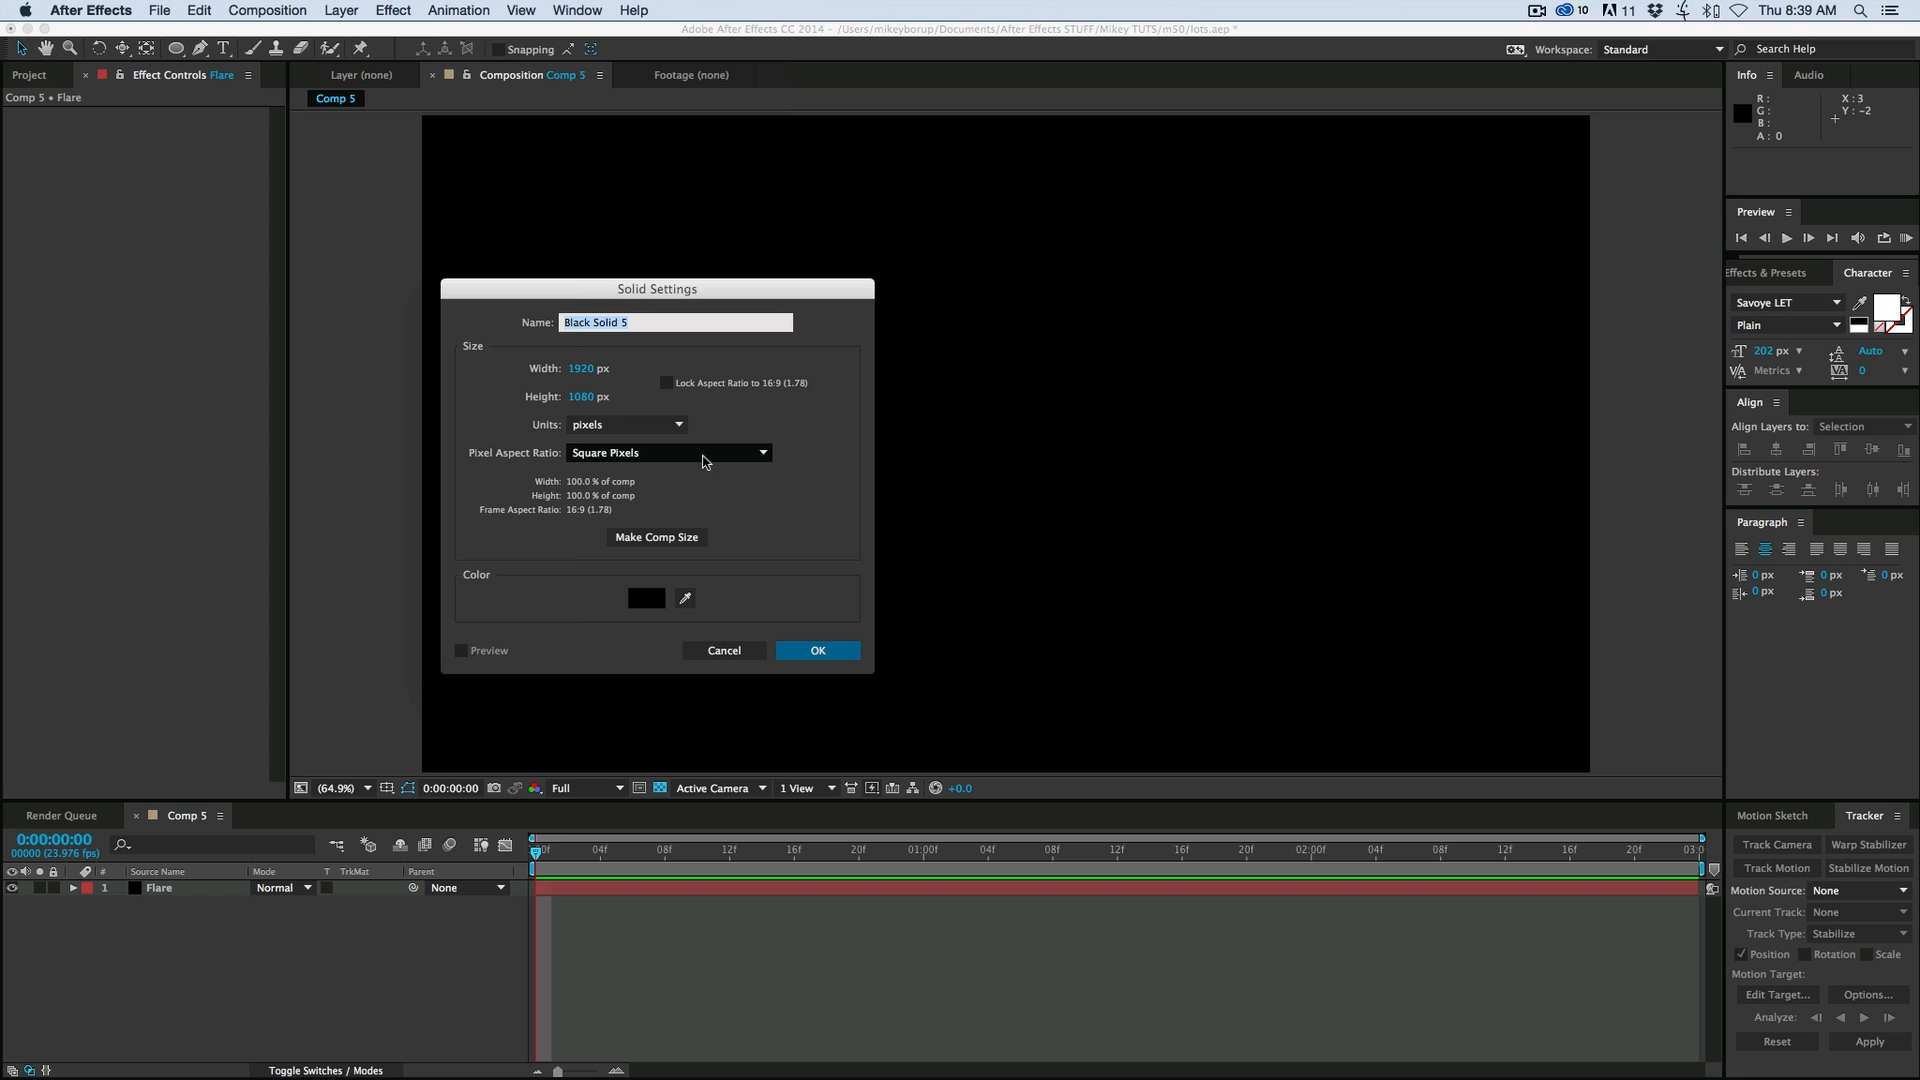 After Effects File Edit Composition Layer Effect Animation View Window Help 10 11 Thu 8:39 AM
Adobe After Effects CC 2014 - /Users/mikeyborup/Documents/After Effects STUFF/Mikey TUTS/m50/lots.aep *
Snapping Workspace: Standard Search Help
Project Effect Controls Flare Layer (none) Composition Comp 5 Footage (none) Info Audio
Comp 5 • Flare Comp 5
R: X: 3
G: Y: -2
B:
A: 0
Preview
Effects & Presets Character
Savoye LET
Plain
202 px Auto
Metrics 0
Align
Align Layers to: Selection
Distribute Layers:
Paragraph
0 px 0 px 0 px
0 px 0 px
Solid Settings
Name: Black Solid 5
Size
Width: 1920 px
Lock Aspect Ratio to 16:9 (1.78)
Height: 1080 px
Units: pixels
Pixel Aspect Ratio: Square Pixels
Width: 100.0 % of comp
Height: 100.0 % of comp
Frame Aspect Ratio: 16:9 (1.78)
Make Comp Size
Color
Preview Cancel OK
(64.9%) 0:00:00:00 Full Active Camera 1 View +0.0
Render Queue Comp 5
0:00:00:00
00000 (23.976 fps)
0f 04f 08f 12f 16f 20f 01:00f 04f 08f 12f 16f 20f 02:00f 04f 08f 12f 16f 20f 03:0
# Source Name Mode T TrkMat Parent
1 Flare Normal None
Toggle Switches / Modes
Motion Sketch Tracker
Track Camera Warp Stabilizer
Track Motion Stabilize Motion
Motion Source: None
Current Track: None
Track Type: Stabilize
Position Rotation Scale
Motion Target:
Edit Target... Options...
Analyze:
Reset Apply